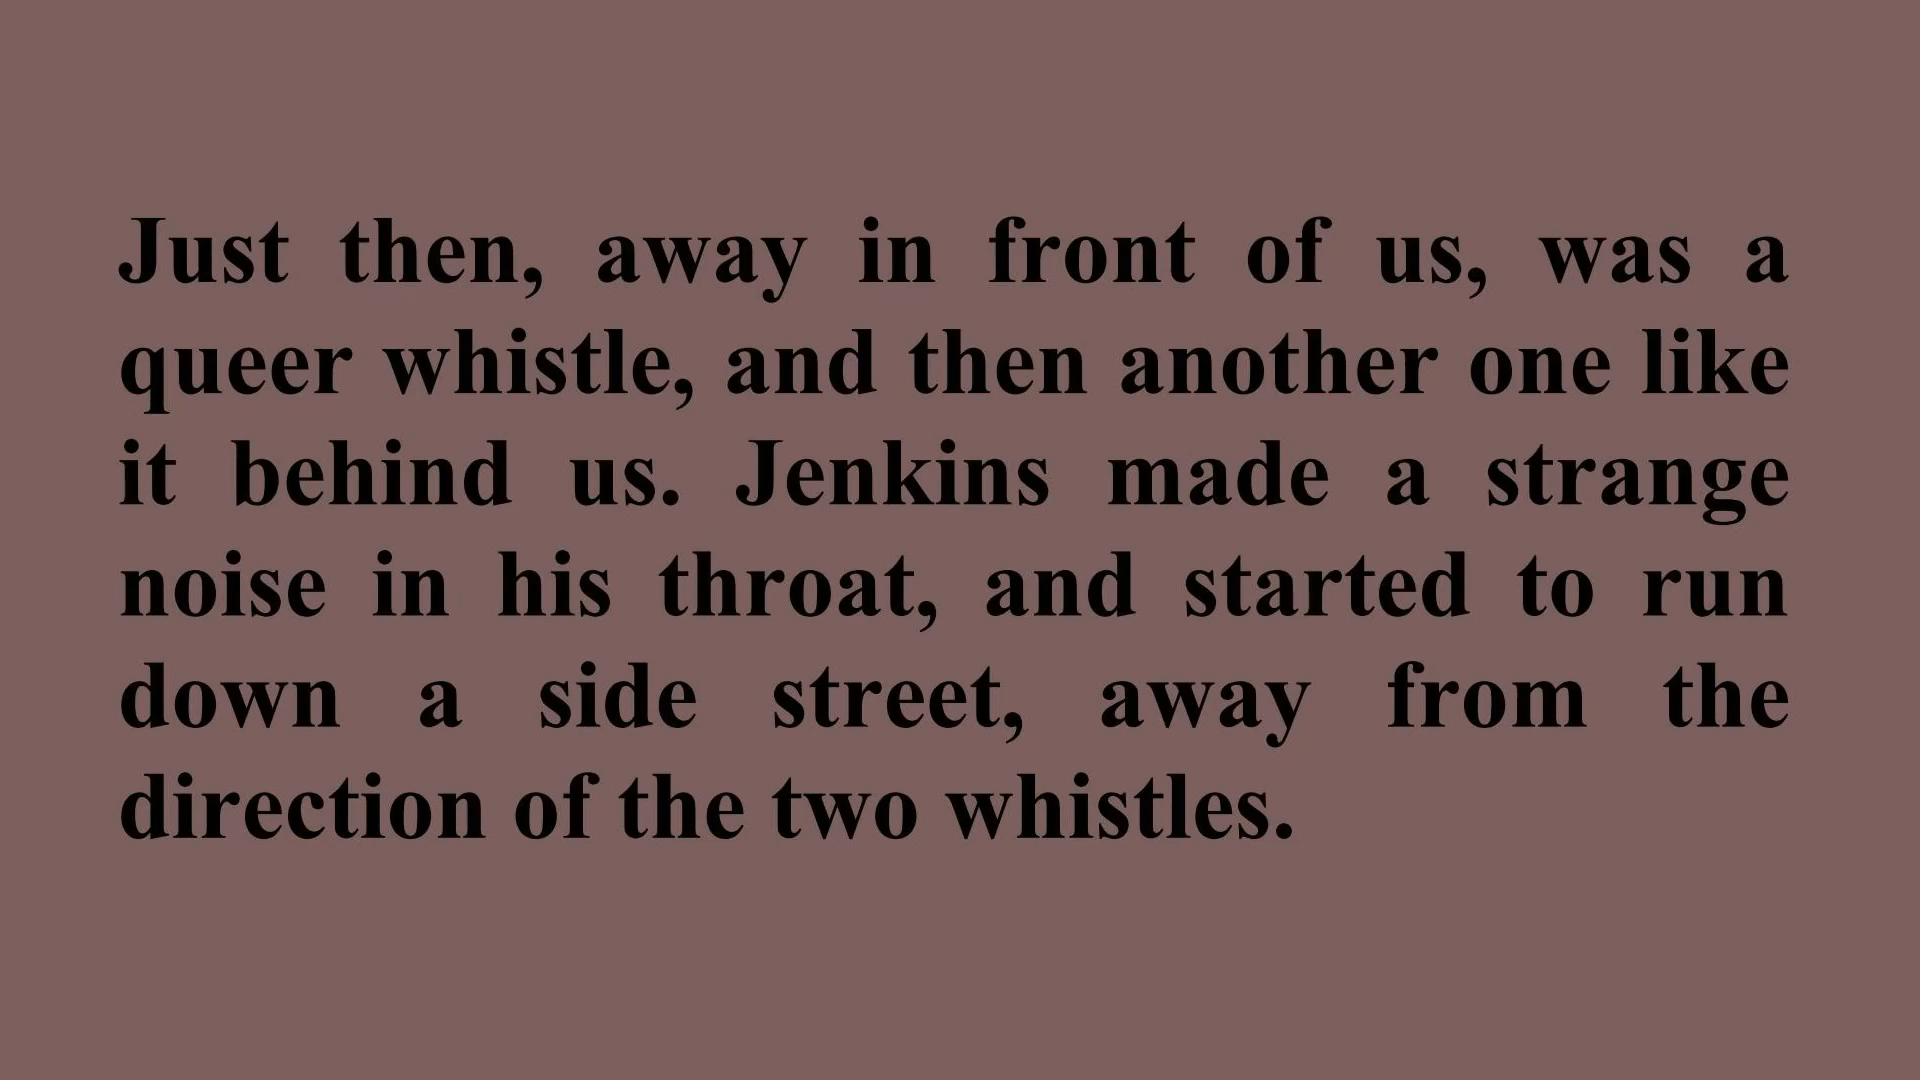 Just then, away in front of us, was a
queer whistle, and then another one like
it behind us. Jenkins made a strange
noise in his throat, and started to run
down a side street, away from the
direction of the two whistles.